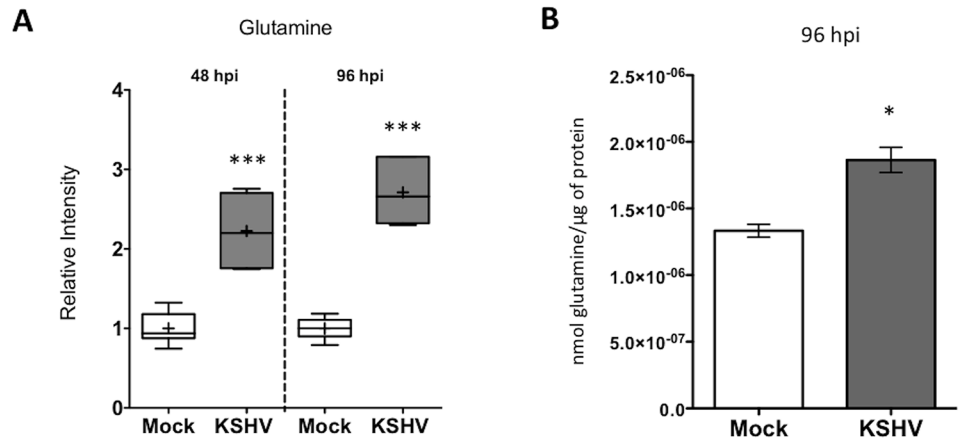 A
Glutamine
48 hpi
96 hpi
Relative Intensity
4
3
2
1
0
***
***
Mock
KSHV
Mock
KSHV
B
96 hpi
nmol glutamine/µg of protein
2.5×10-06
2.0×10-06
1.5×10-06
1.0×10-06
5.0×10-07
0.0
*
Mock
KSHV